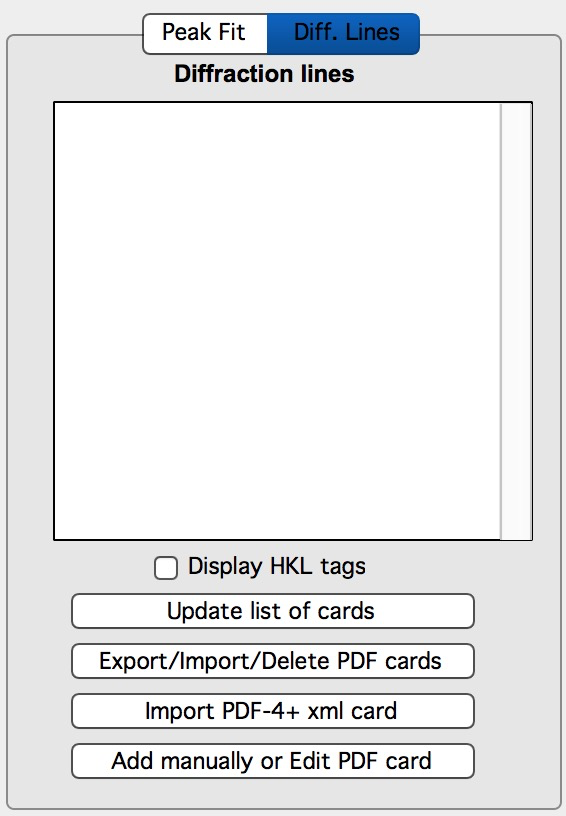 Peak Fit Diff. Lines
Diffraction lines
Display HKL tags
Update list of cards
Export/Import/Delete PDF cards
Import PDF-4+ xml card
Add manually or Edit PDF card